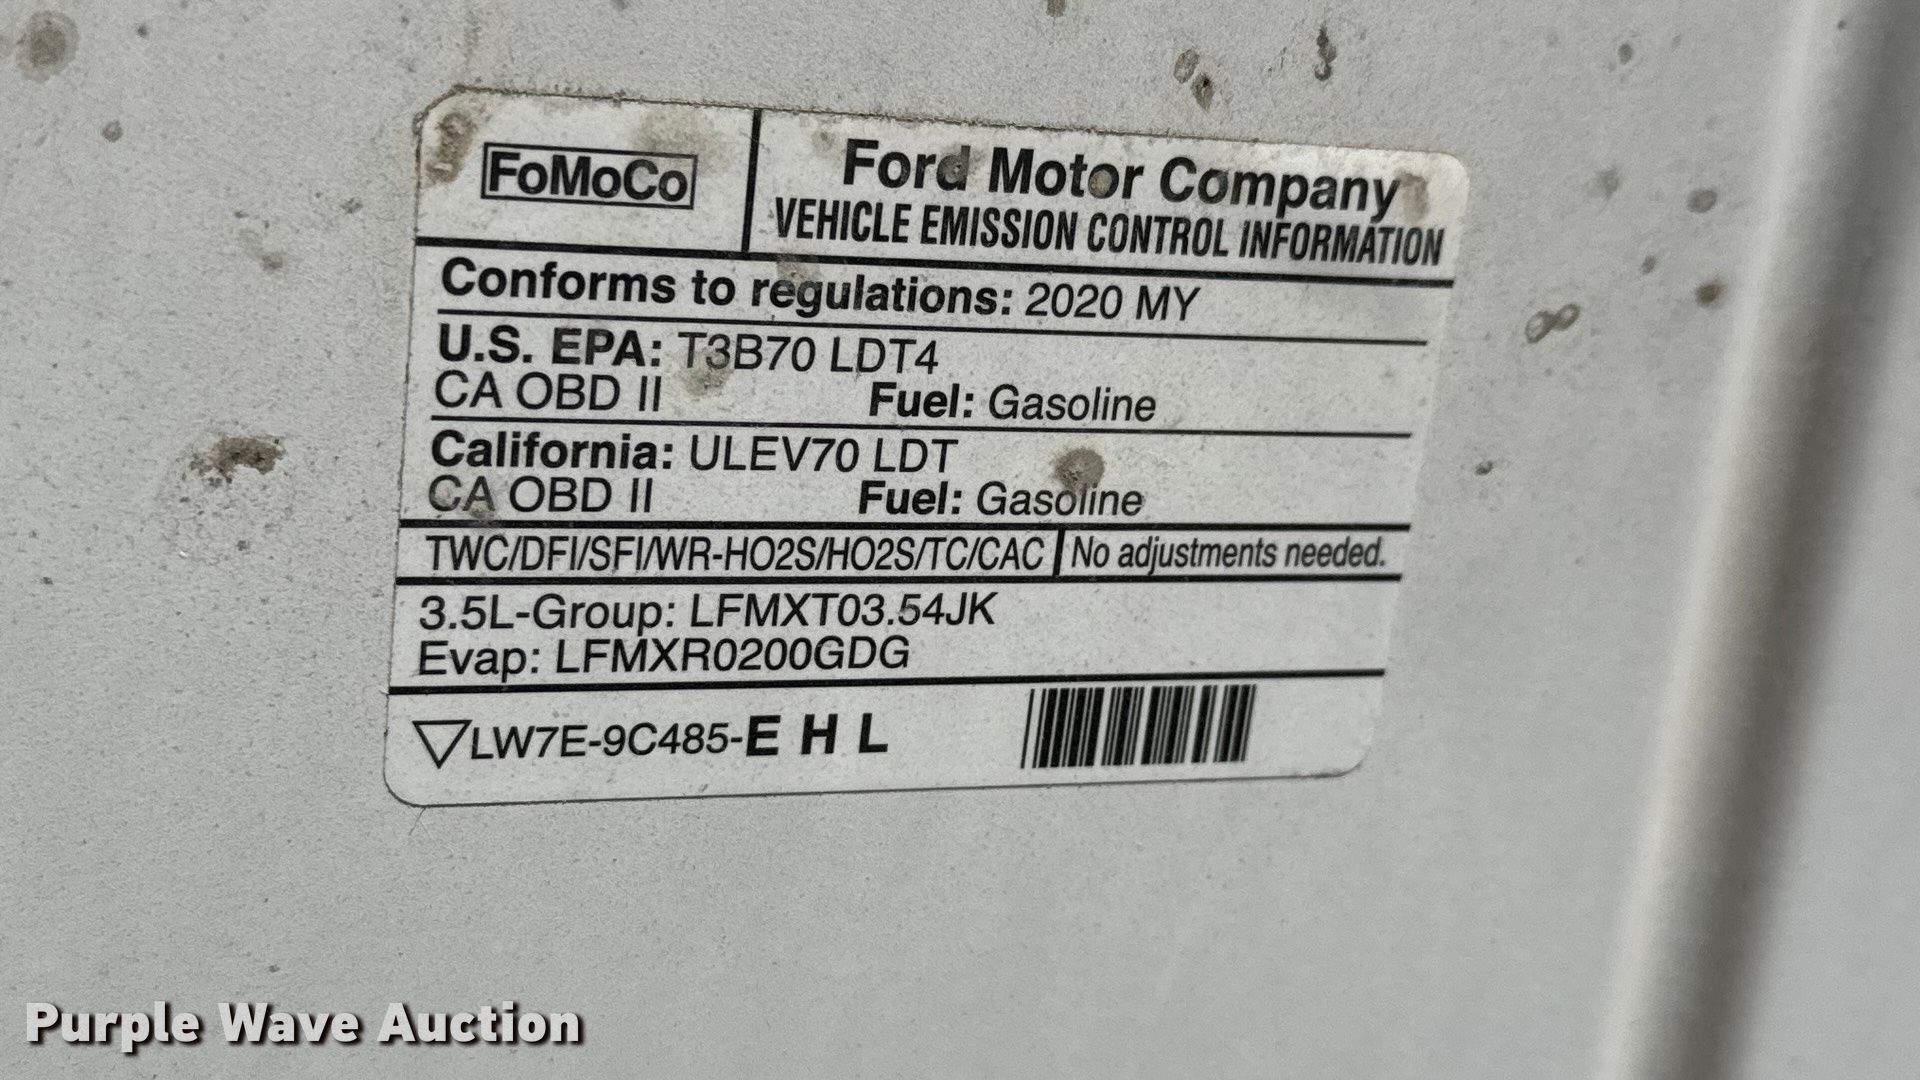 FoMoCo
Ford Motor Company
VEHICLE EMISSION CONTROL INFORMATION
Conforms to regulations: 2020 MY
U.S. EPA: T3B70 LDT4
CA OBD II Fuel: Gasoline
California: ULEV70 LDT
CA OBD II Fuel: Gasoline
TWC/DFI/SFI/WR-HO2S/HO2S/TC/CAC No adjustments needed.
3.5L-Group: LFMXT03.54JK
Evap: LFMXR0200GDG
LW7E-9C485-E H L
Purple Wave Auction